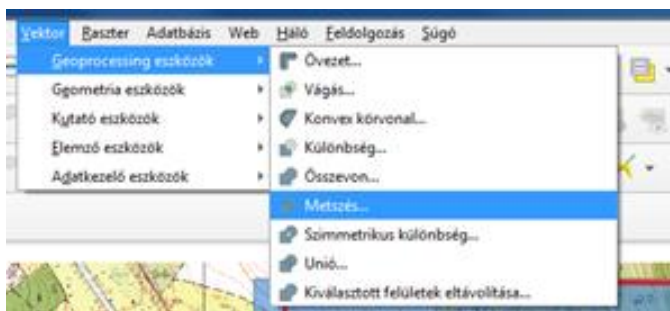 Vektor Raszter Adatbázis Web Háló Feldolgozás Súgó
Geoprocessing eszközök
Geometria eszközök
Kutató eszközök
Elemző eszközök
Adatkezelő eszközök
Övezet...
Vágás...
Konvex körvonal...
Különbség...
Összevon...
Metszés...
Szimmetrikus különbség...
Unió...
Kiválasztott felületek eltávolítása...